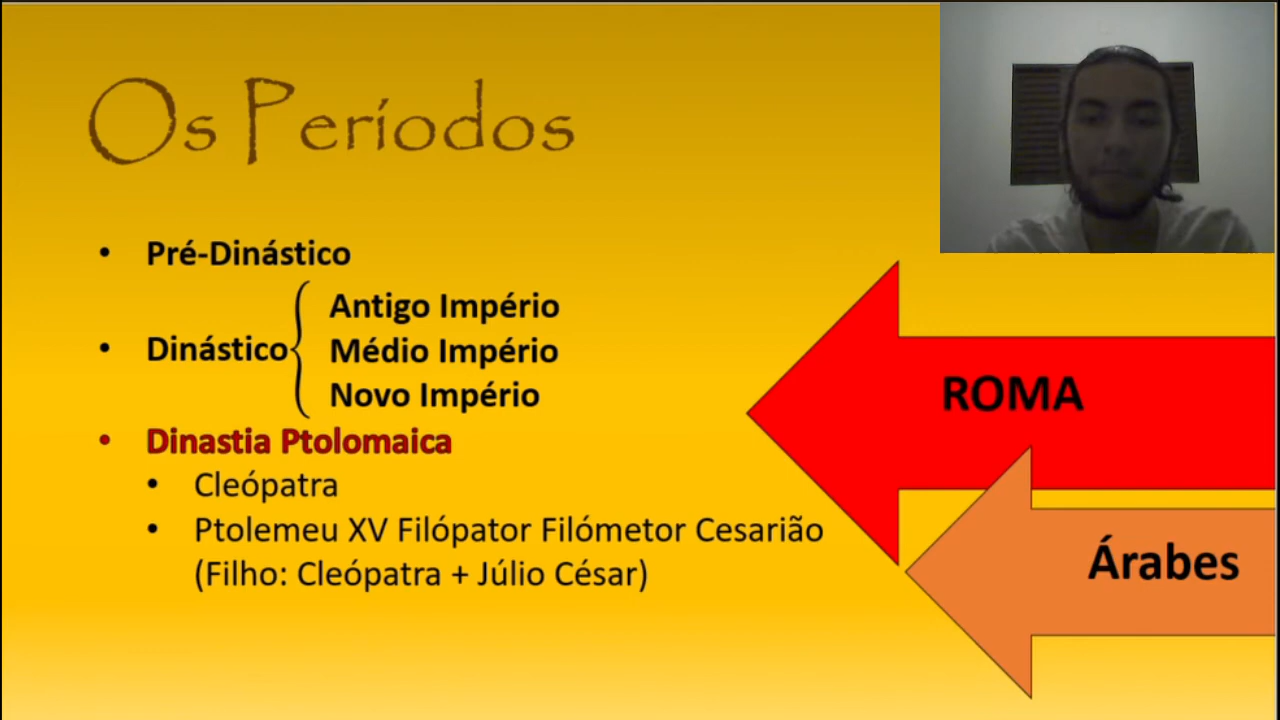 Os Períodos
• Pré-Dinástico
• Dinástico
Antigo Império
Médio Império
Novo Império
• Dinastia Ptolomaica
• Cleópatra
• Ptolemeu XV Filópator Filómetor Cesarião
(Filho: Cleópatra + Júlio César)
ROMA
Árabes